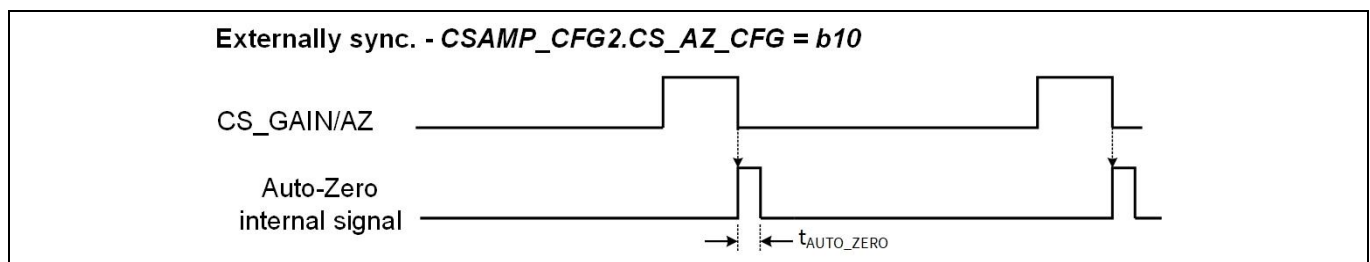 Externally sync. - CSAMP_CFG2.CS_AZ_CFG = b10
CS_GAIN/AZ
Auto-Zero
internal signal
tAUTO_ZERO